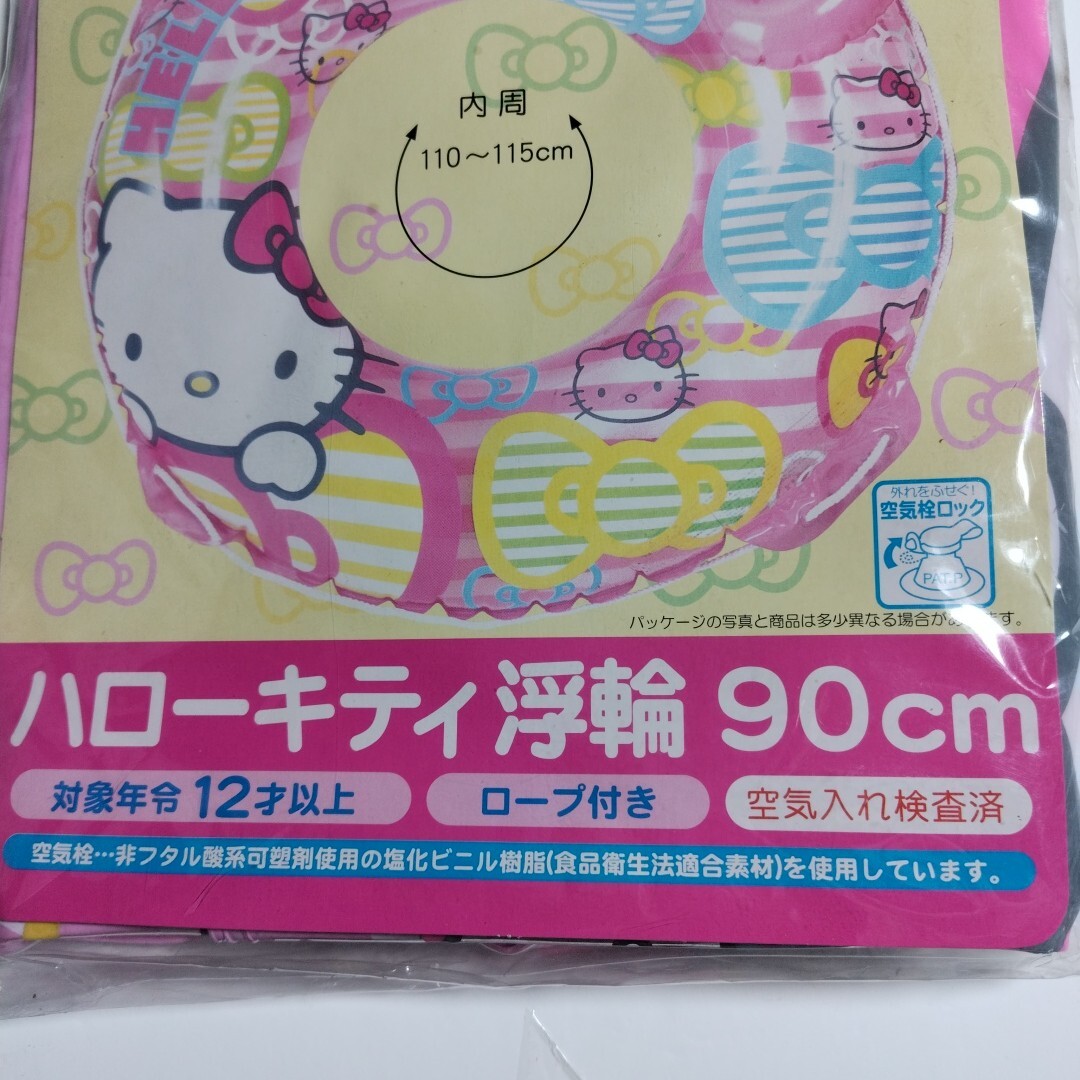 HELL
内周
110～115cm
外れをふせぐ!
空気栓ロック
PAT.P
パッケージの写真と商品は多少異なる場合があります。
ハローキティ浮輪 90cm
対象年令 12才以上
ロープ付き
空気入れ検査済
空気栓…非フタル酸系可塑剤使用の塩化ビニル樹脂(食品衛生法適合素材)を使用しています。